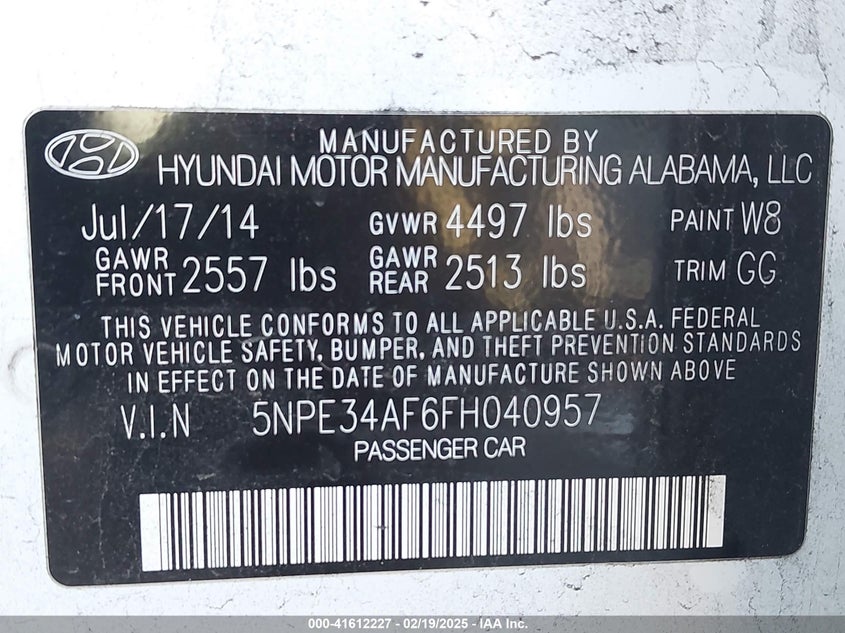 MANUFACTURED BY
HYUNDAI MOTOR MANUFACTURING ALABAMA, LLC
Jul/17/14 GVWR 4497 lbs PAINT W8
GAWR FRONT 2557 lbs GAWR REAR 2513 lbs TRIM GG
THIS VEHICLE CONFORMS TO ALL APPLICABLE U.S.A. FEDERAL
MOTOR VEHICLE SAFETY, BUMPER, AND THEFT PREVENTION STANDARDS
IN EFFECT ON THE DATE OF MANUFACTURE SHOWN ABOVE
V.I.N 5NPE34AF6FH040957
PASSENGER CAR
000-41612227 - 02/19/2025 - IAA Inc.